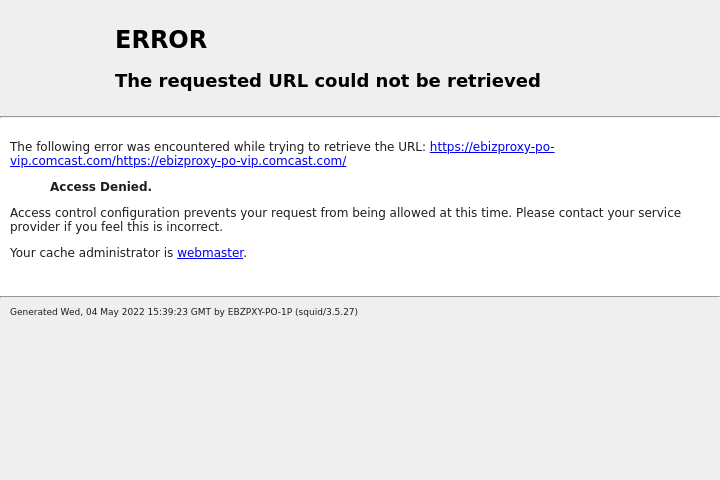 ERROR
The requested URL could not be retrieved
The following error was encountered while trying to retrieve the URL: https://ebizproxy-po-
vip.comcast.com/https://ebizproxy-po-vip.comcast.com/
Access Denied.
Access control configuration prevents your request from being allowed at this time. Please contact your service
provider if you feel this is incorrect.
Your cache administrator is webmaster.
Generated Wed, 04 May 2022 15:39:23 GMT by EBZPXY-PO-1P (squid/3.5.27)